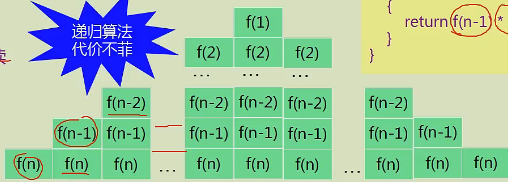 递归算法
代价不菲
{
return f(n-1) *
}
}
f(1)
f(2) f(2) f(2)
... ...
f(n-2) f(n-2) f(n-2) f(n-2) f(n-2)
f(n-1) f(n-1) f(n-1) f(n-1) f(n-1) f(n-1) f(n-1)
f(n) f(n) f(n) ... f(n) f(n) f(n) ... f(n) f(n) f(n)